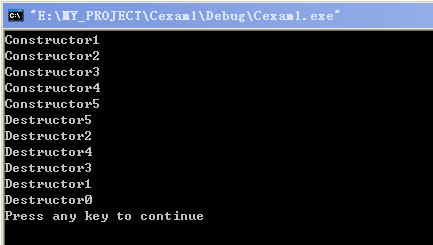 "E:\MY_PROJECT\Cexam1\Debug\Cexam1.exe"
Constructor1
Constructor2
Constructor3
Constructor4
Constructor5
Destructor5
Destructor2
Destructor4
Destructor3
Destructor1
Destructor0
Press any key to continue